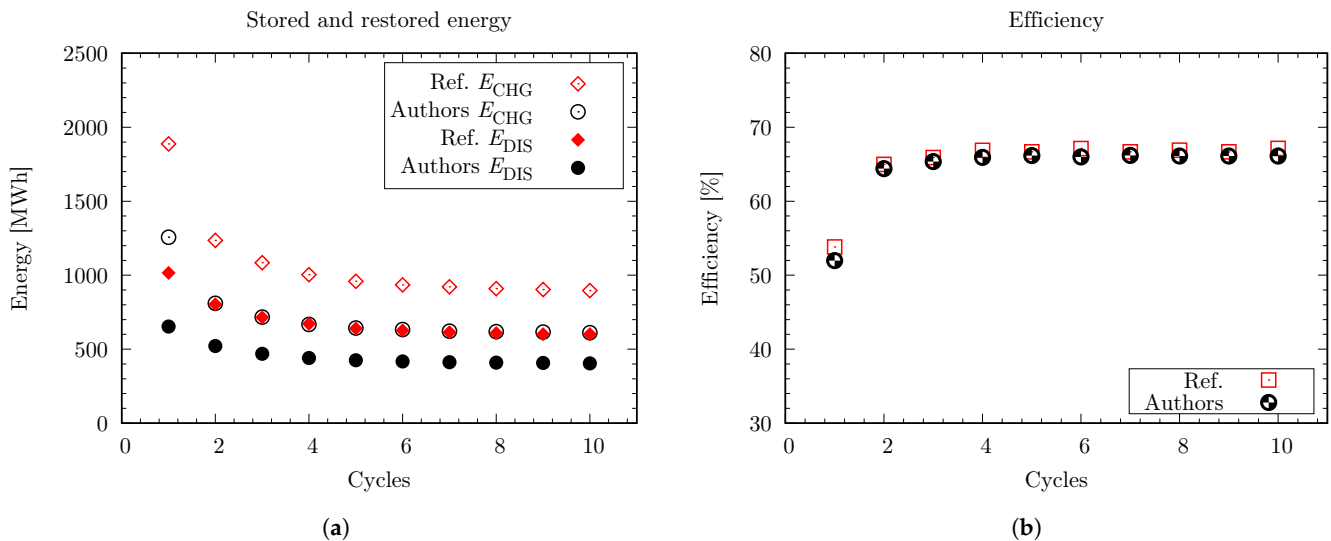 Stored and restored energy
Energy [MWh]
2500
2000
1500
1000
500
0
0 2 4 6 8 10
Cycles
Ref. E_CHG
Authors E_CHG
Ref. E_DIS
Authors E_DIS
(a)
Efficiency
Efficiency [%]
80
70
60
50
40
30
0 2 4 6 8 10
Cycles
Ref.
Authors
(b)